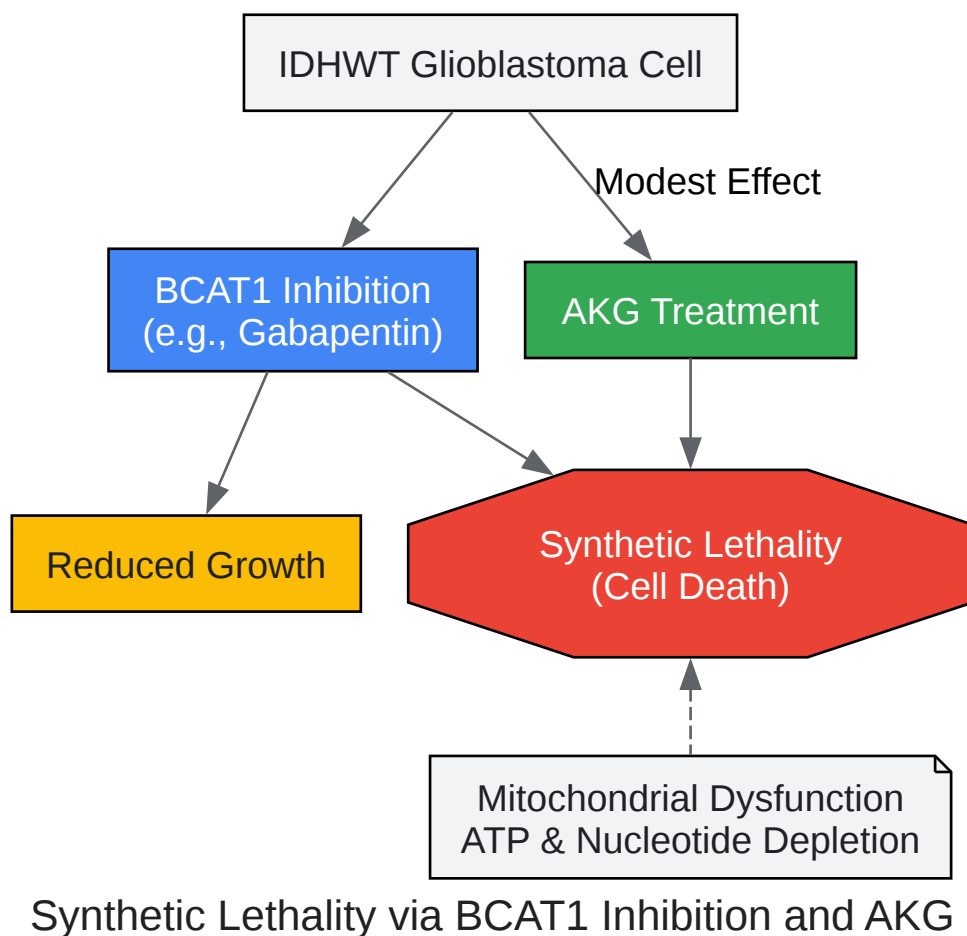 IDHWT Glioblastoma Cell
Modest Effect
BCAT1 Inhibition
(e.g., Gabapentin)
AKG Treatment
Reduced Growth
Synthetic Lethality
(Cell Death)
Mitochondrial Dysfunction
ATP & Nucleotide Depletion
Synthetic Lethality via BCAT1 Inhibition and AKG